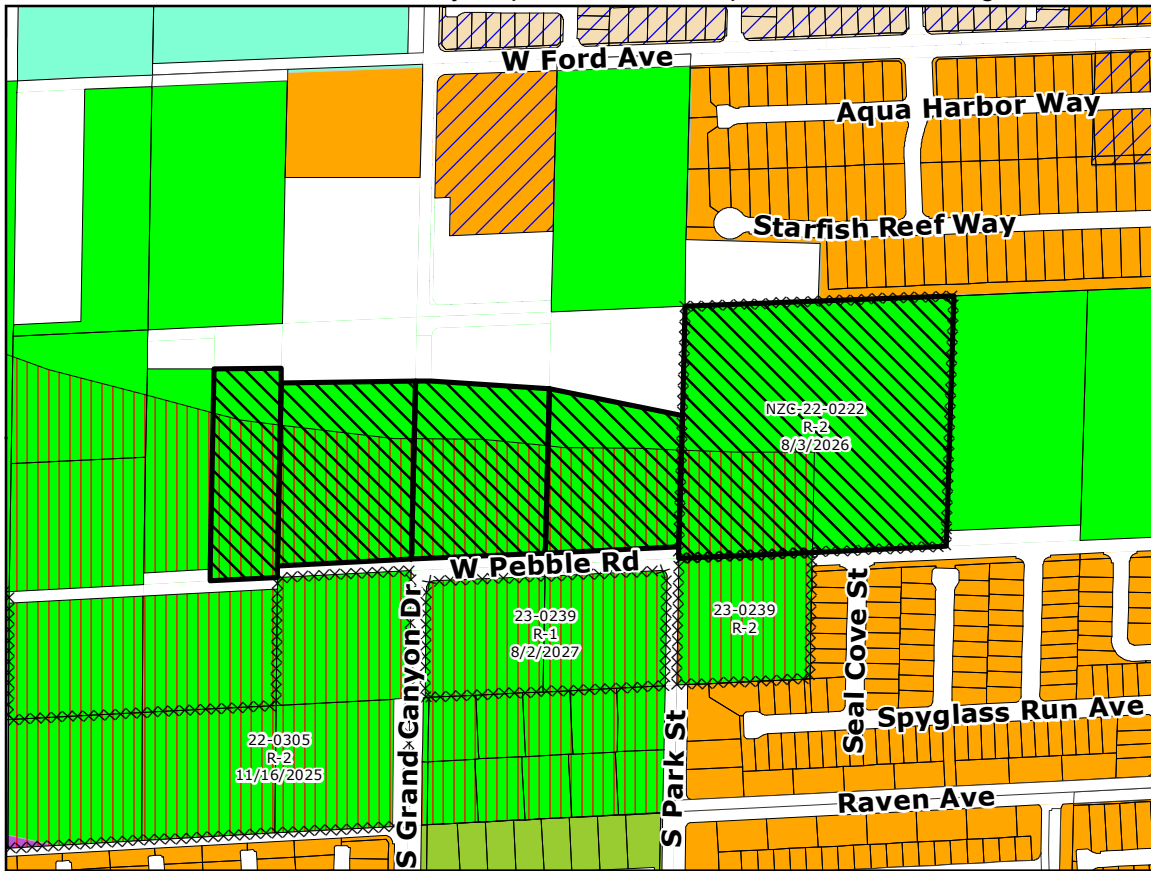 W Ford Ave
Aqua Harbor Way
Starfish Reef Way
NZC-22-0222
R-2
8/3/2026
W Pebble Rd
23-0239
R-1
8/2/2027
23-0239
R-2
S Grand Canyon Dr
Seal Cove St
S Park St
Spyglass Run Ave
22-0305
R-2
11/16/2025
Raven Ave